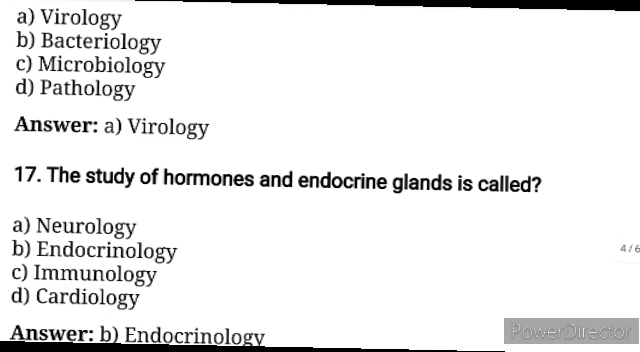 a) Virology
b) Bacteriology
c) Microbiology
d) Pathology
Answer: a) Virology
17. The study of hormones and endocrine glands is called?
a) Neurology
b) Endocrinology
4/6
c) Immunology
d) Cardiology
Answer: b) Endocrinology
PowerDirector